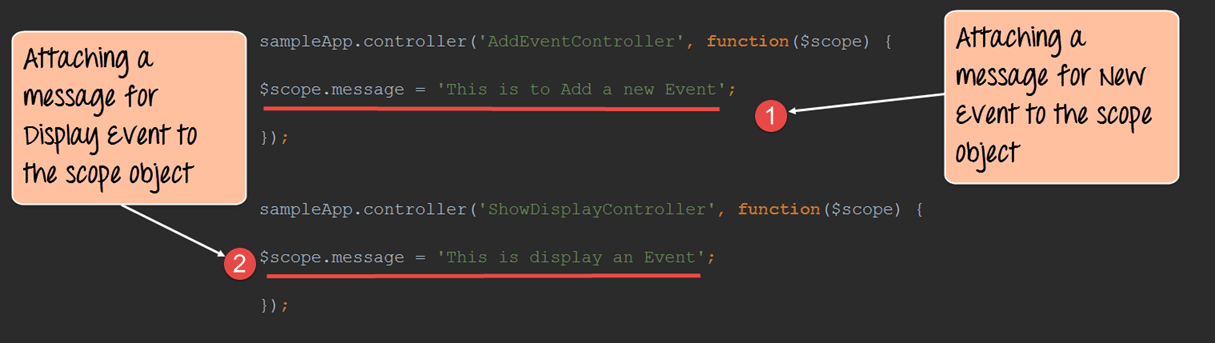 Attaching a
message for
Display Event to
the scope object
sampleApp.controller('AddEventController', function($scope) {
$scope.message = 'This is to Add a new Event';
});
1
Attaching a
message for New
Event to the scope
object
sampleApp.controller('ShowDisplayController', function($scope) {
2
$scope.message = 'This is display an Event';
});